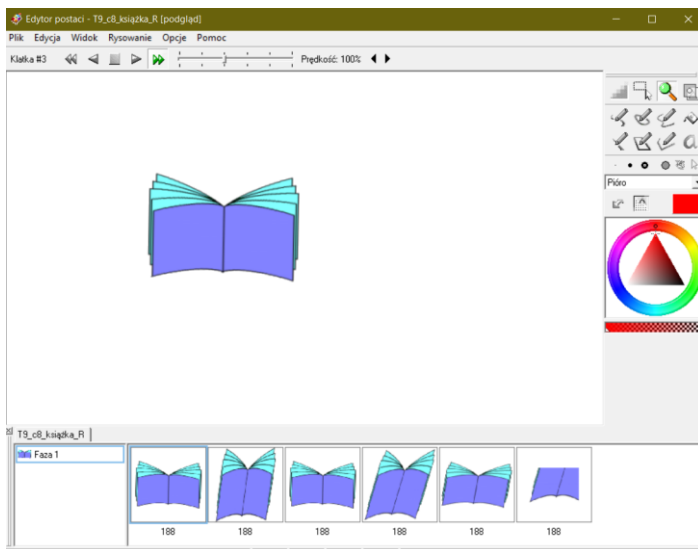 Edytor postaci - T9_c8_książka_R [podgląd]
Plik Edycja Widok Rysowanie Opcje Pomoc
Klatka #3 Prędkość: 100%
Pióro
T9_c8_książka_R
Faza 1
188 188 188 188 188 188